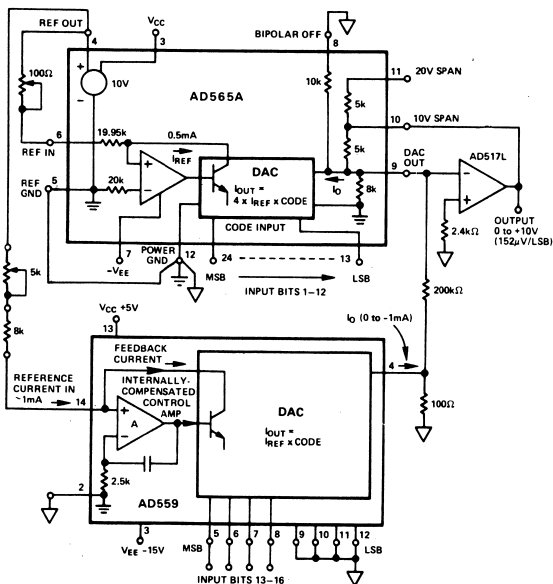 REF OUT
4
VCC
3
BIPOLAR OFF
8
100Ω
+
10V
-
AD565A
10k
11
20V SPAN
5k
10
10V SPAN
5k
6
REF IN
19.95k
0.5mA
IREF
+
-
DAC
IOUT =
4 x IREF x CODE
IO
9
DAC
OUT
8k
AD517L
-
+
REF
GND
5
20k
CODE INPUT
OUTPUT
0 to +10V
(152µV/LSB)
2.4kΩ
7
-VEE
POWER
GND
12
24
MSB
13
LSB
INPUT BITS 1-12
200kΩ
5k
8k
VCC +5V
13
IO (0 to -1mA)
FEEDBACK
CURRENT
INTERNALLY-
COMPENSATED
CONTROL
AMP
4
REFERENCE
CURRENT IN
~1mA
14
+
A
-
DAC
IOUT =
IREF x CODE
100Ω
2.5k
2
AD559
3
VEE -15V
MSB
5
6
7
8
9
10
11
12
LSB
INPUT BITS 13-16